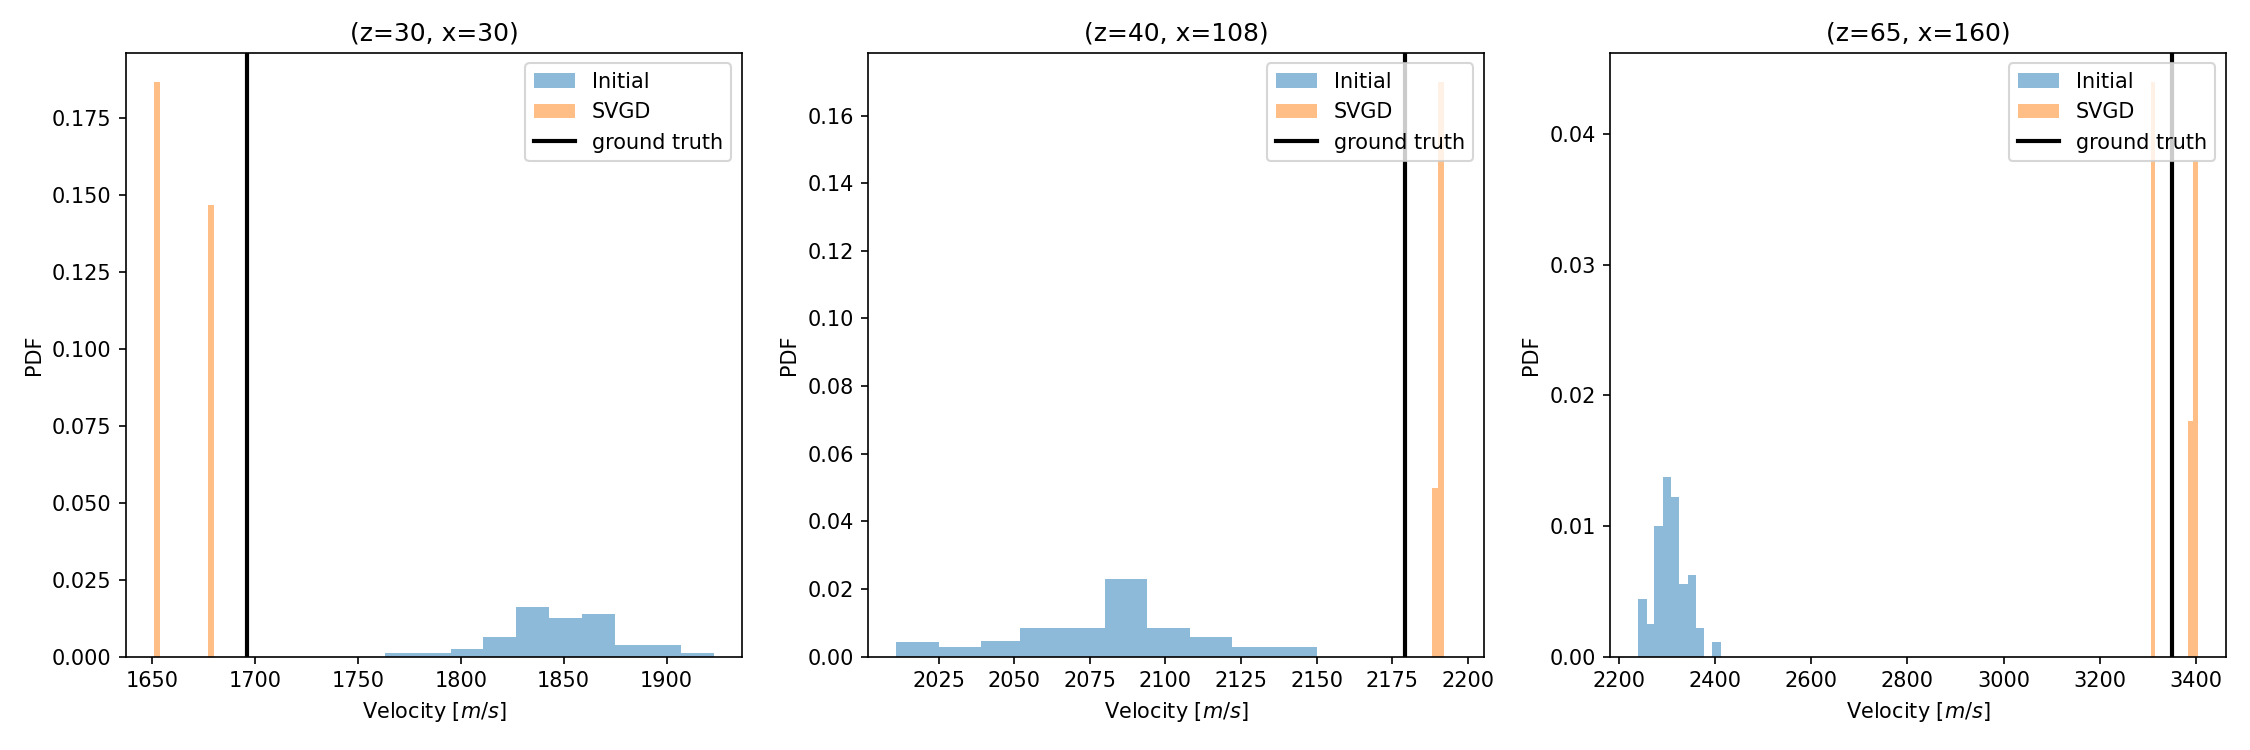 (z=30, x=30)
0.175
0.150
0.125
0.100
0.075
0.050
0.025
0.000
PDF
1650 1700 1750 1800 1850 1900
Velocity [m/s]
Initial
SVGD
ground truth
(z=40, x=108)
0.16
0.14
0.12
0.10
0.08
0.06
0.04
0.02
0.00
PDF
2025 2050 2075 2100 2125 2150 2175 2200
Velocity [m/s]
Initial
SVGD
ground truth
(z=65, x=160)
0.04
0.03
0.02
0.01
0.00
PDF
2200 2400 2600 2800 3000 3200 3400
Velocity [m/s]
Initial
SVGD
ground truth